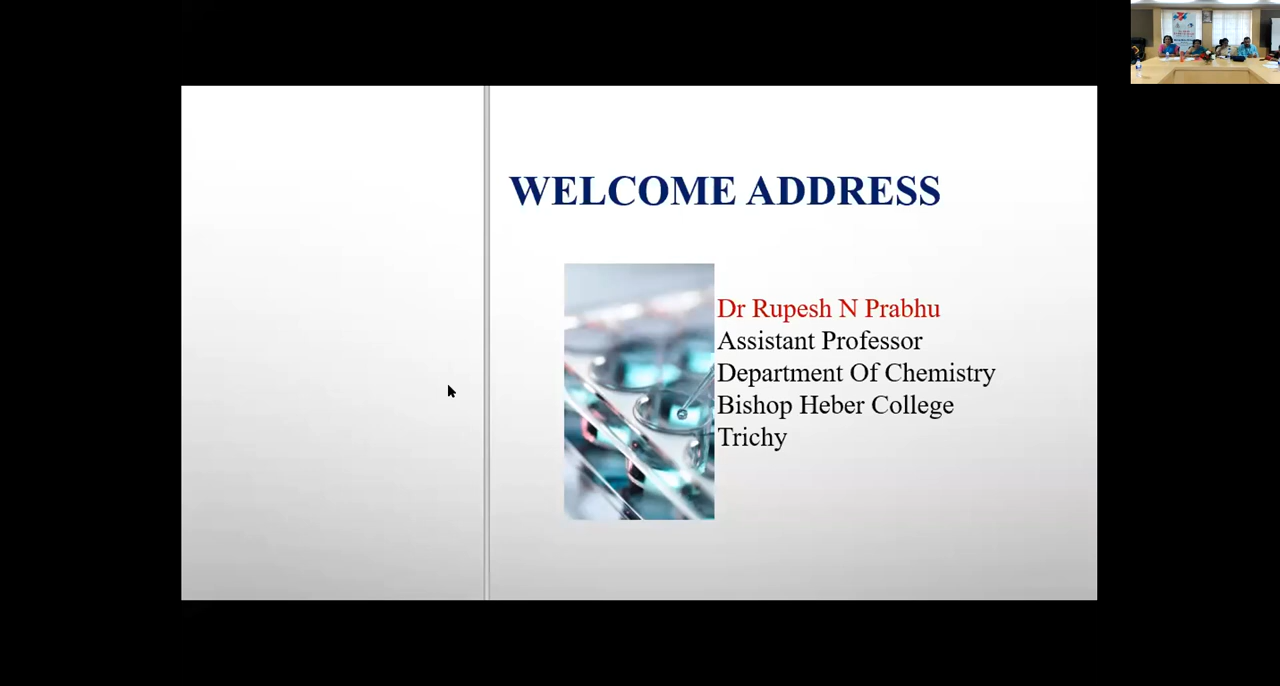 WELCOME ADDRESS
Dr Rupesh N Prabhu
Assistant Professor
Department Of Chemistry
Bishop Heber College
Trichy